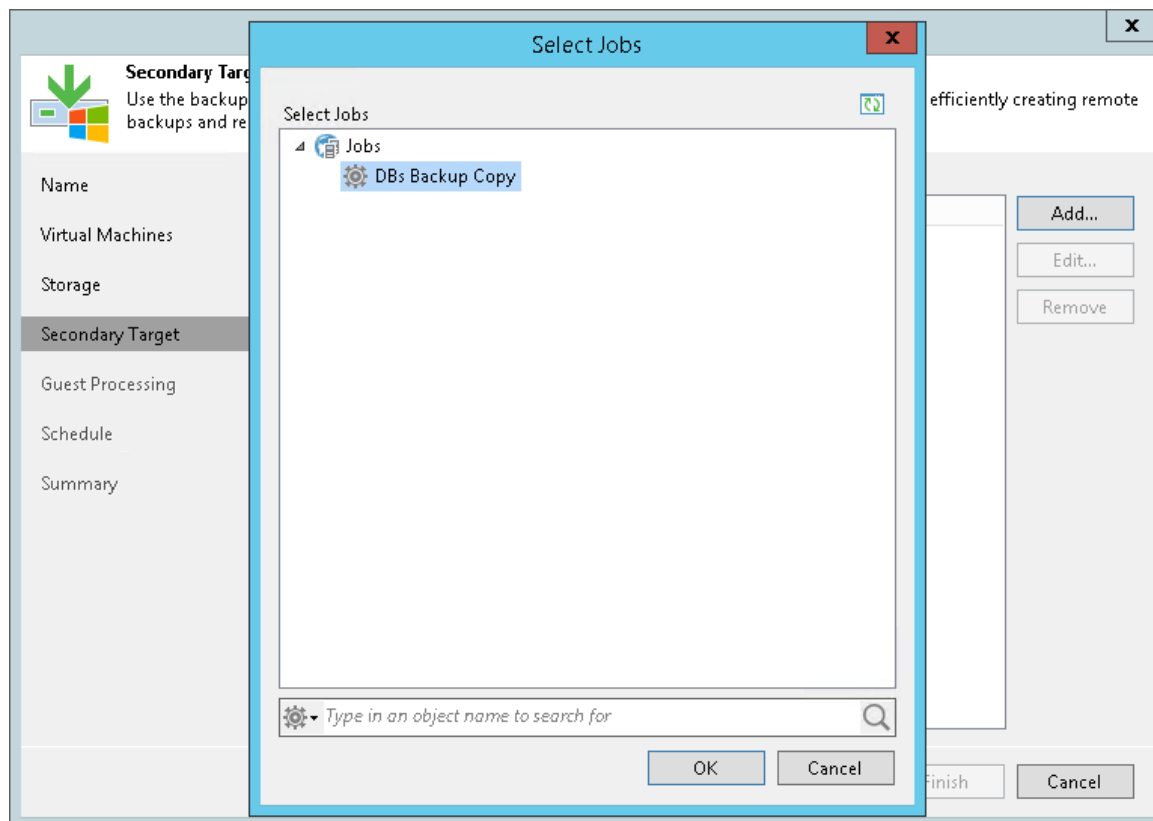 Select Jobs
x
x
Secondary Targ
Use the backup
backups and re
efficiently creating remote
Name
Virtual Machines
Storage
Secondary Target
Guest Processing
Schedule
Summary
Select Jobs
Jobs
DBs Backup Copy
Type in an object name to search for
OK
Cancel
Add...
Edit...
Remove
Finish
Cancel